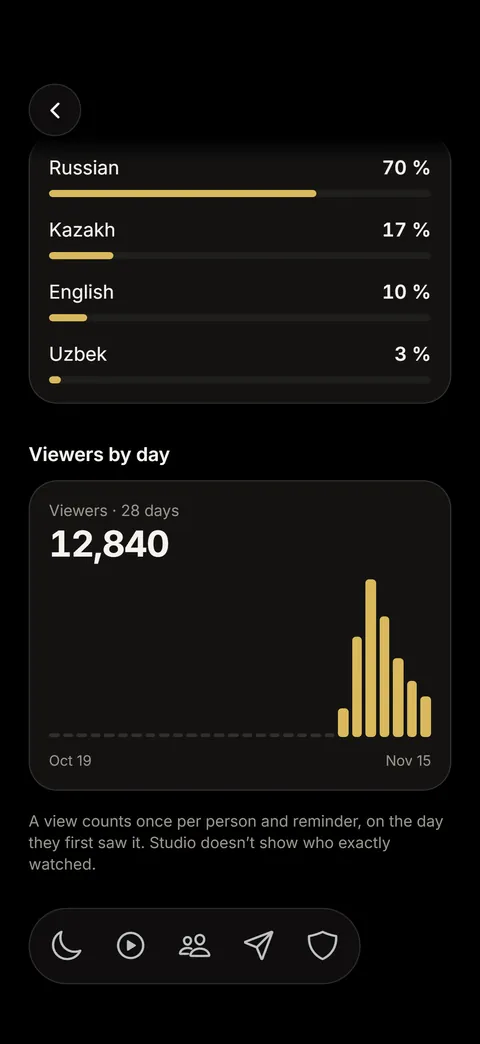 Russian 70 %
Kazakh 17 %
English 10 %
Uzbek 3 %
Viewers by day
Viewers · 28 days
12,840
Oct 19 Nov 15
A view counts once per person and reminder, on the day
they first saw it. Studio doesn’t show who exactly
watched.